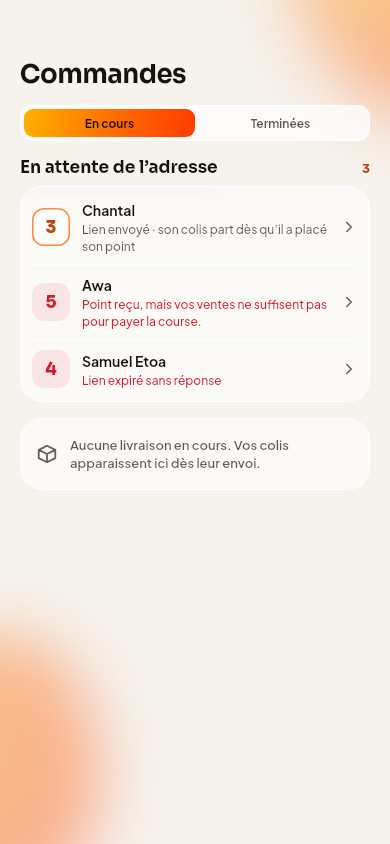 Commandes
En cours
Terminées
En attente de l'adresse
3
3
Chantal
Lien envoyé · son colis part dès qu'il a placé
son point
5
Awa
Point reçu, mais vos ventes ne suffisent pas
pour payer la course.
4
Samuel Etoa
Lien expiré sans réponse
Aucune livraison en cours. Vos colis
apparaissent ici dès leur envoi.